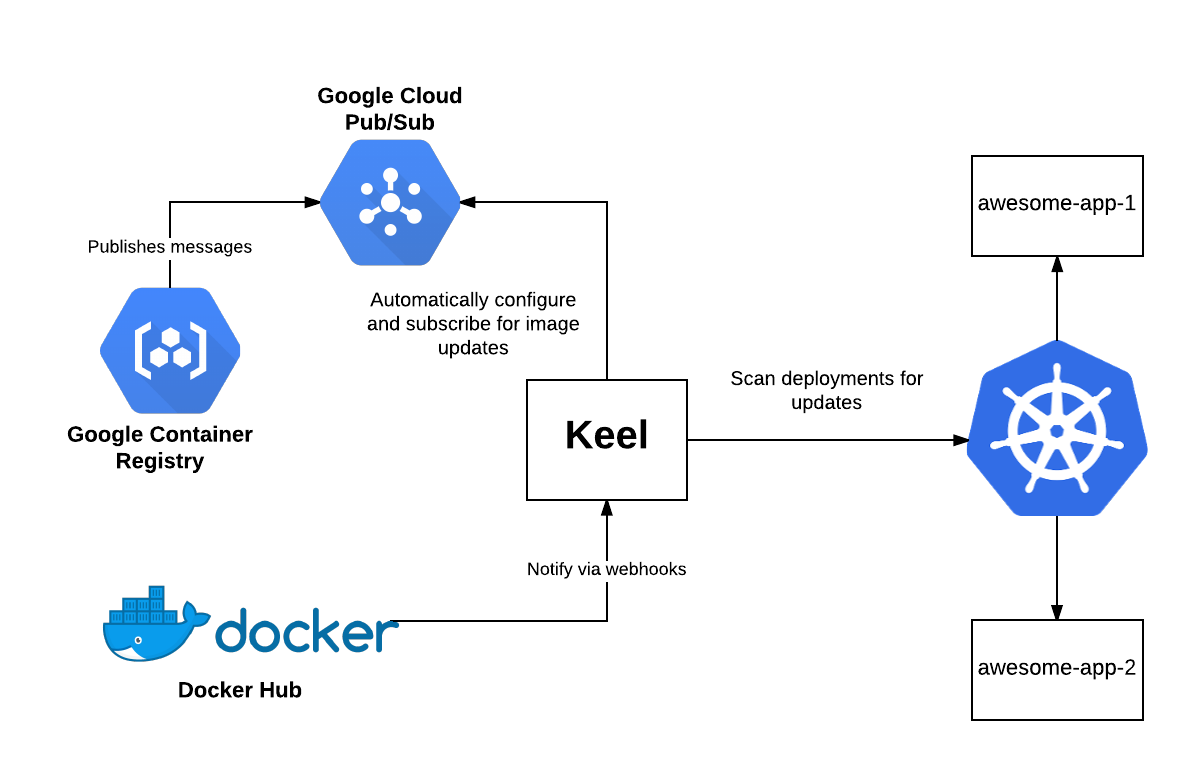 Google Cloud
Pub/Sub
awesome-app-1
Publishes messages
Automatically configure
and subscribe for image
updates
Scan deployments for
updates
Keel
Google Container
Registry
Notify via webhooks
docker
Docker Hub
awesome-app-2